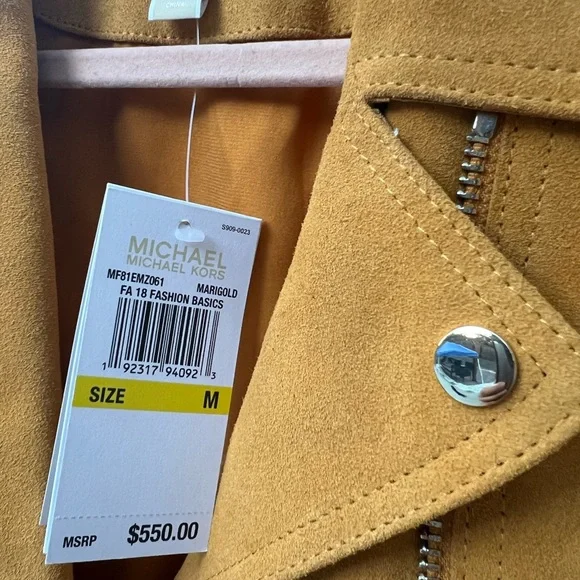 S909-0023
MICHAEL
MICHAEL KORS
MF81EMZ061 MARIGOLD
FA 18 FASHION BASICS
1 92317 94092 3
SIZE M
MSRP $550.00